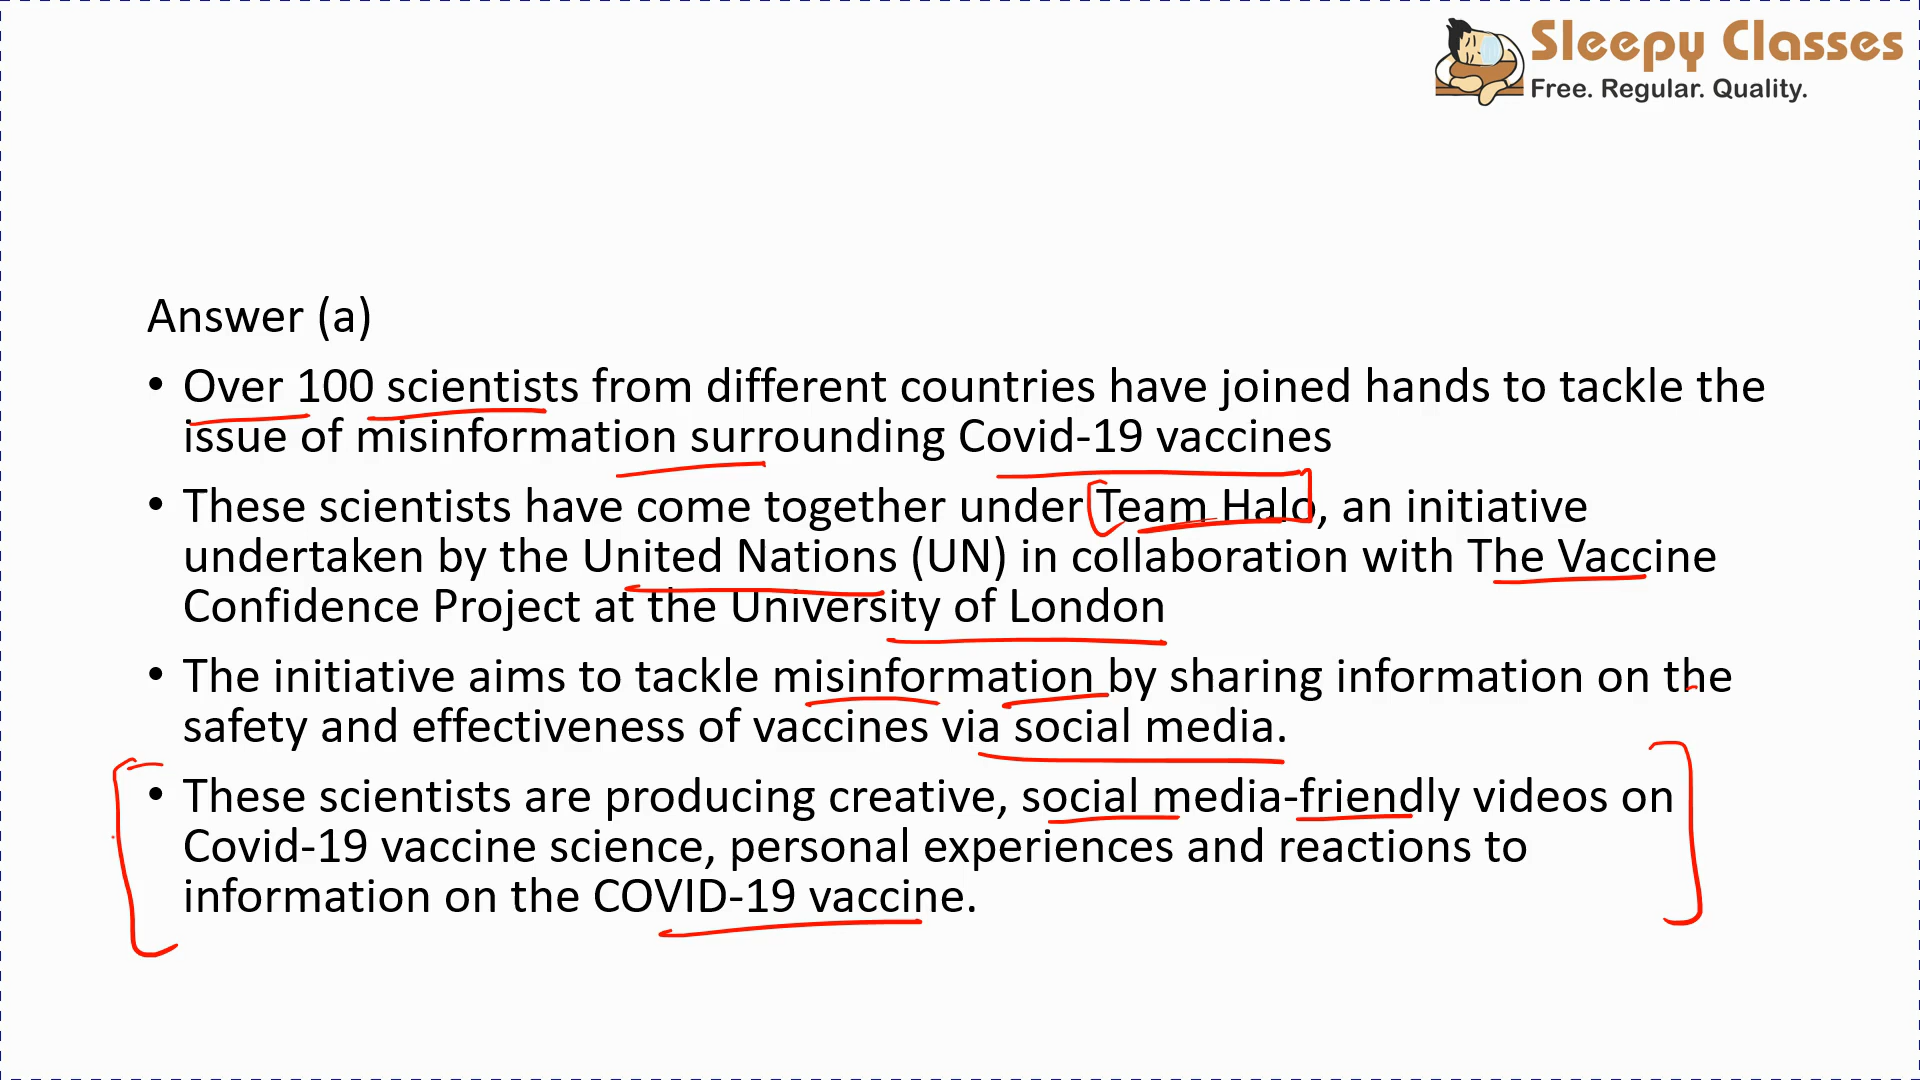 Sleepy Classes
Free. Regular. Quality.
Answer (a)
• Over 100 scientists from different countries have joined hands to tackle the
issue of misinformation surrounding Covid-19 vaccines
• These scientists have come together under Team Halo, an initiative
undertaken by the United Nations (UN) in collaboration with The Vaccine
Confidence Project at the University of London
• The initiative aims to tackle misinformation by sharing information on the
safety and effectiveness of vaccines via social media.
• These scientists are producing creative, social media-friendly videos on
Covid-19 vaccine science, personal experiences and reactions to
information on the COVID-19 vaccine.